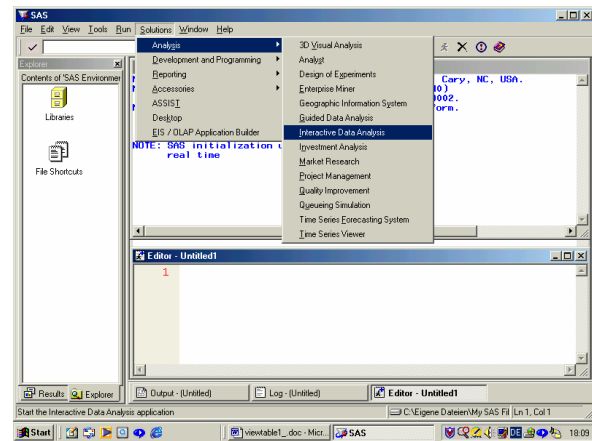 SAS
File Edit View Tools Run Solutions Window Help
Explorer
Contents of 'SAS Environmer
Libraries
File Shortcuts
Analysis
Development and Programming
Reporting
Accessories
ASSIST
Desktop
EIS / OLAP Application Builder
3D Visual Analysis
Analyst
Design of Experiments
Enterprise Miner
Geographic Information System
Guided Data Analysis
Interactive Data Analysis
Investment Analysis
Market Research
Project Management
Quality Improvement
Queueing Simulation
Time Series Forecasting System
Time Series Viewer
Cary, NC, USA.
002.
orm.
NOTE: SAS initialization u
real time
Editor - Untitled1
1
Results Explorer
Output - (Untitled) Log - (Untitled) Editor - Untitled1
Start the Interactive Data Analysis application C:\Eigene Dateien\My SAS Fil Ln 1, Col 1
Start viewtable1_.doc - Micr... SAS DE 18:09